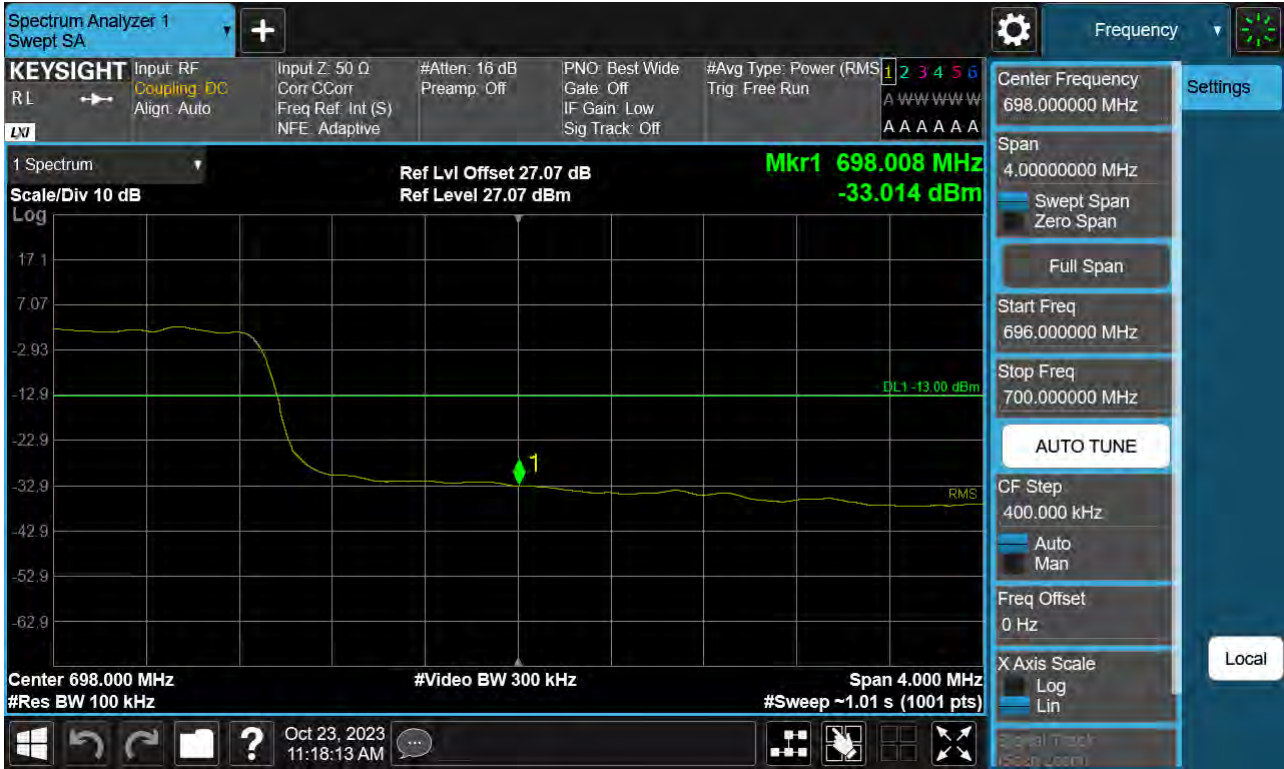 Spectrum Analyzer 1
Swept SA
Frequency
KEYSIGHT
RL
LXI
Input: RF
Coupling: DC
Align: Auto
Input Z: 50 Ω
Corr CCorr
Freq Ref: Int (S)
NFE: Adaptive
#Atten: 16 dB
Preamp: Off
PNO: Best Wide
Gate: Off
IF Gain: Low
Sig Track: Off
#Avg Type: Power (RMS
Trig: Free Run
1 2 3 4 5 6
A W W W W W
A A A A A A
1 Spectrum
Scale/Div 10 dB
Ref Lvl Offset 27.07 dB
Ref Level 27.07 dBm
Mkr1 698.008 MHz
-33.014 dBm
Log
17.1
7.07
-2.93
-12.9
-22.9
-32.9
-42.9
-52.9
-62.9
DL1 -13.00 dBm
1
RMS
Center 698.000 MHz
#Res BW 100 kHz
#Video BW 300 kHz
Span 4.000 MHz
#Sweep ~1.01 s (1001 pts)
Center Frequency
698.000000 MHz
Span
4.00000000 MHz
Swept Span
Zero Span
Full Span
Start Freq
696.000000 MHz
Stop Freq
700.000000 MHz
AUTO TUNE
CF Step
400.000 kHz
Auto
Man
Freq Offset
0 Hz
X Axis Scale
Log
Lin
Signal Track
(Span Zoom)
Settings
Local
?
Oct 23, 2023
11:18:13 AM